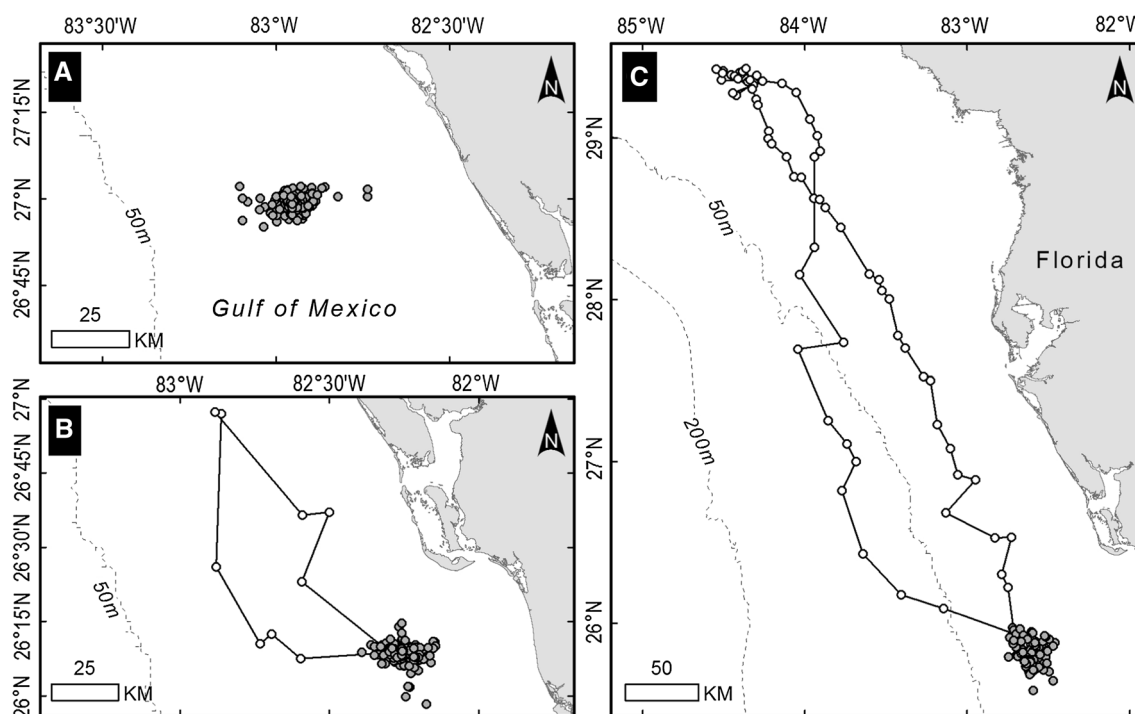 83°30'W 83°W 82°30'W
A
N
27°15'N
27°N
26°45'N
50m
Gulf of Mexico
25
KM
83°W 82°30'W 82°W
B
N
27°N
26°45'N
26°30'N
26°15'N
26°N
50m
25
KM
85°W 84°W 83°W 82°W
C
N
29°N
28°N
27°N
26°N
50m
200m
Florida
50
KM